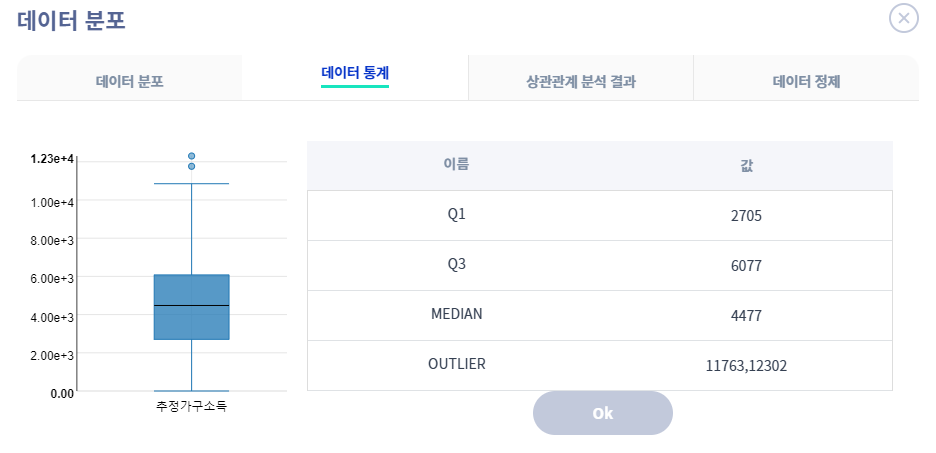 데이터 분포
데이터 분포
데이터 통계
상관관계 분석 결과
데이터 정제
1.23e+4
1.00e+4
8.00e+3
6.00e+3
4.00e+3
2.00e+3
0.00
추정가구소득
이름 값
Q1 2705
Q3 6077
MEDIAN 4477
OUTLIER 11763,12302
Ok